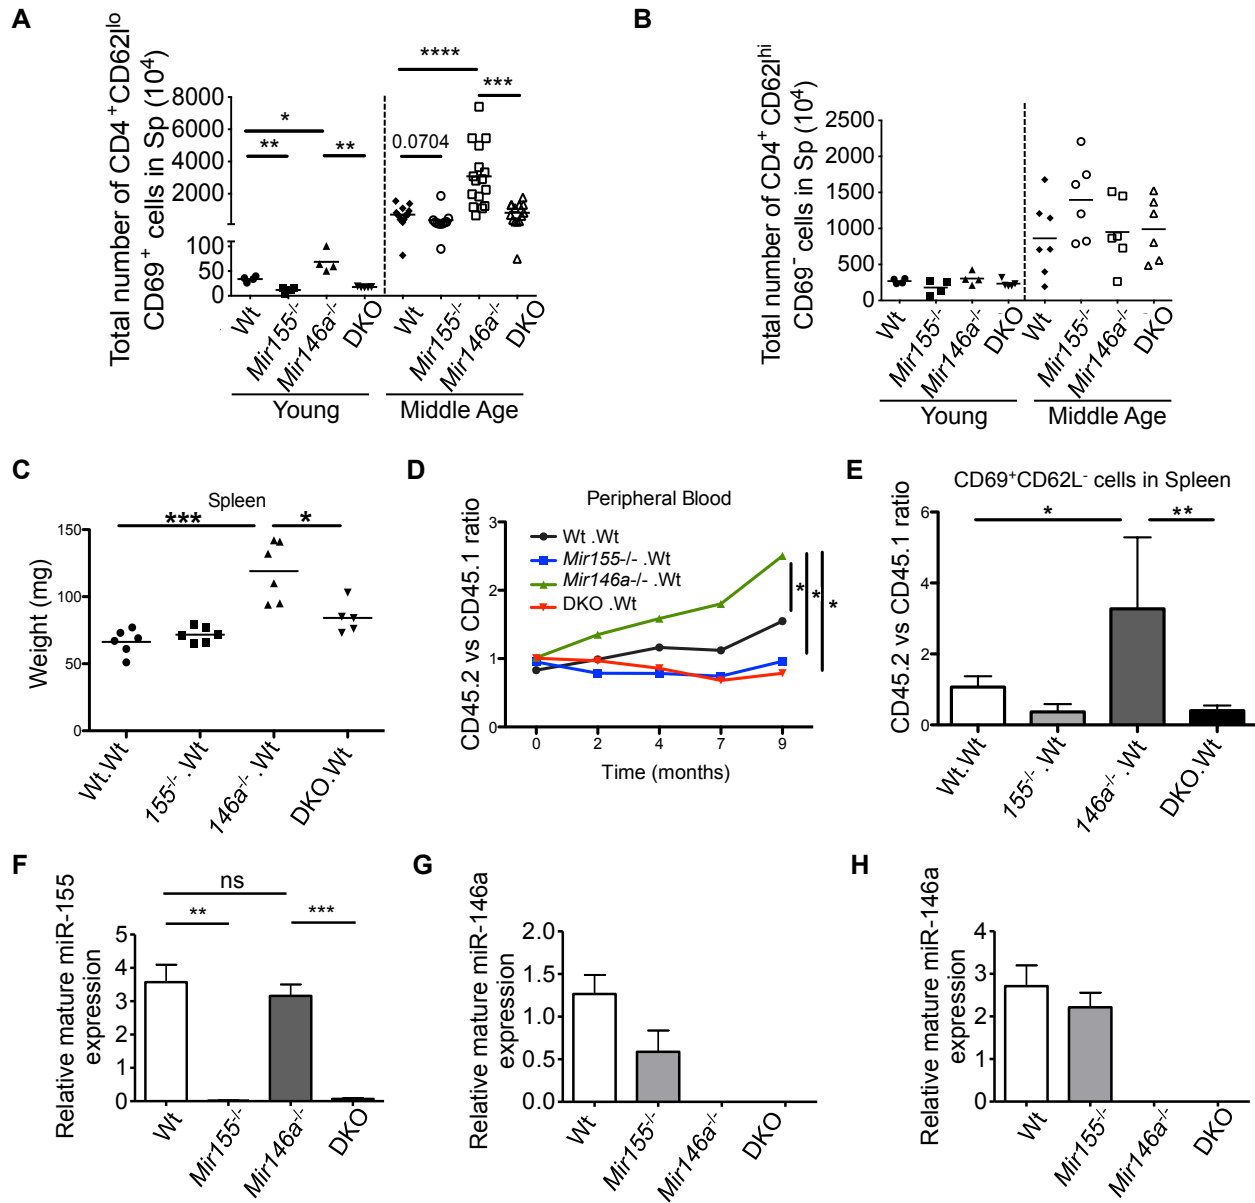 A
Total number of CD4⁺CD62lˡᵒ
CD69⁺ cells in Sp (10⁴)
8000
6000
4000
2000
100
50
0
*
**
**
****
***
0.0704
Wt
Mir155⁻/⁻
Mir146a⁻/⁻
DKO
Wt
Mir155⁻/⁻
Mir146a⁻/⁻
DKO
Young
Middle Age
B
Total number of CD4⁺ CD62lʰⁱ
CD69⁻ cells in Sp (10⁴)
2500
2000
1500
1000
500
0
Wt
Mir155⁻/⁻
Mir146a⁻/⁻
DKO
Wt
Mir155⁻/⁻
Mir146a⁻/⁻
DKO
Young
Middle Age
C
Spleen
Weight (mg)
150
100
50
0
***
*
Wt.Wt
155⁻/⁻ .Wt
146a⁻/⁻ .Wt
DKO.Wt
D
Peripheral Blood
CD45.2 vs CD45.1 ratio
3
2
1
0
Wt .Wt
Mir155-/- .Wt
Mir146a-/- .Wt
DKO .Wt
*
*
*
0
2
4
7
9
Time (months)
E
CD69⁺CD62L⁻ cells in Spleen
CD45.2 vs CD45.1 ratio
6
4
2
0
*
**
Wt.Wt
155⁻/⁻ .Wt
146a⁻/⁻ .Wt
DKO.Wt
F
Relative mature miR-155
expression
5
4
3
2
1
0
ns
**
***
Wt
Mir155⁻/⁻
Mir146a⁻/⁻
DKO
G
Relative mature miR-146a
expression
2.0
1.5
1.0
0.5
0.0
Wt
Mir155⁻/⁻
Mir146a⁻/⁻
DKO
H
Relative mature miR-146a
expression
4
3
2
1
0
Wt
Mir155⁻/⁻
Mir146a⁻/⁻
DKO